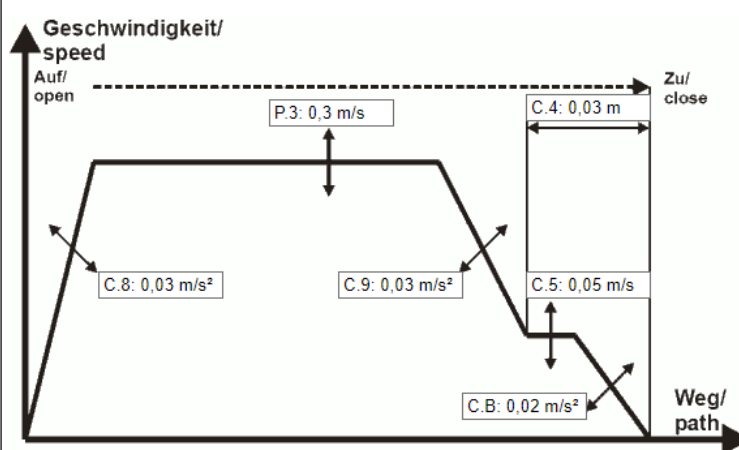 Geschwindigkeit/
speed
Auf/
open
Zu/
close
P.3: 0,3 m/s
C.4: 0,03 m
C.8: 0,03 m/s²
C.9: 0,03 m/s²
C.5: 0,05 m/s
C.B: 0,02 m/s²
Weg/
path